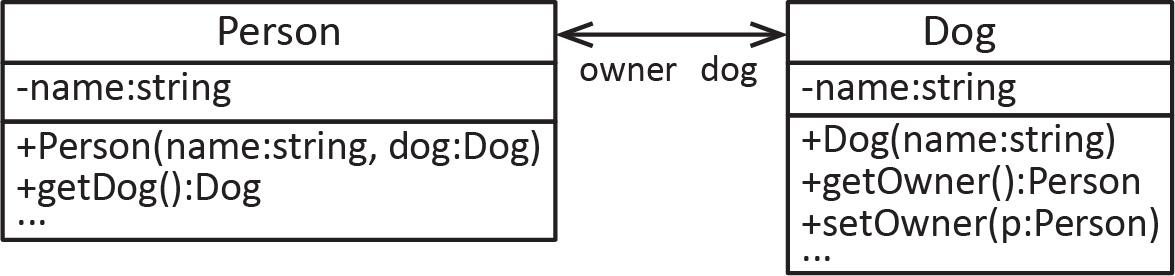 Person
-name:string
+Person(name:string, dog:Dog)
+getDog():Dog
...
owner dog
Dog
-name:string
+Dog(name:string)
+getOwner():Person
+setOwner(p:Person)
...